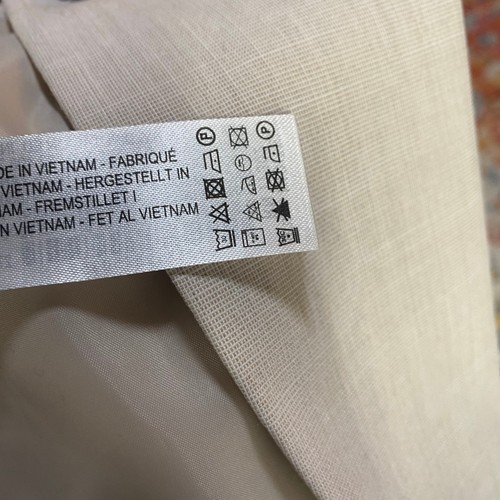 DE IN VIETNAM - FABRIQUÉ
VIETNAM - HERGESTELLT IN
NAM - FREMSTILLET I
N VIETNAM - FET AL VIETNAM
P P